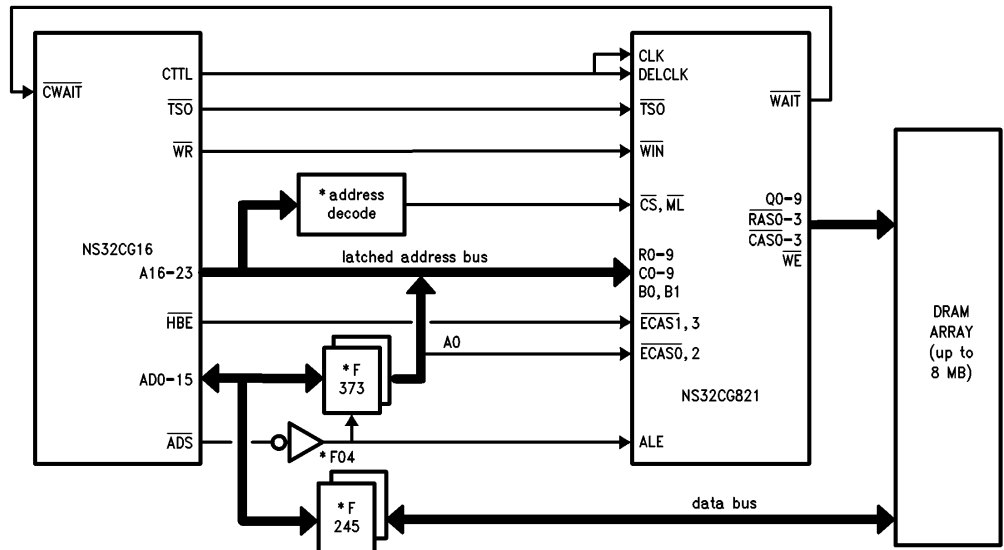 CWAIT
CTTL
TSO
WR
NS32CG16
A16-23
HBE
AD0-15
ADS
* address
decode
latched address bus
* F
373
A0
* F04
* F
245
data bus
CLK
DELCLK
TSO
WIN
CS, ML
R0-9
C0-9
B0, B1
ECAS1, 3
ECAS0, 2
ALE
WAIT
Q0-9
RAS0-3
CAS0-3
WE
NS32CG821
DRAM
ARRAY
(up to
8 MB)